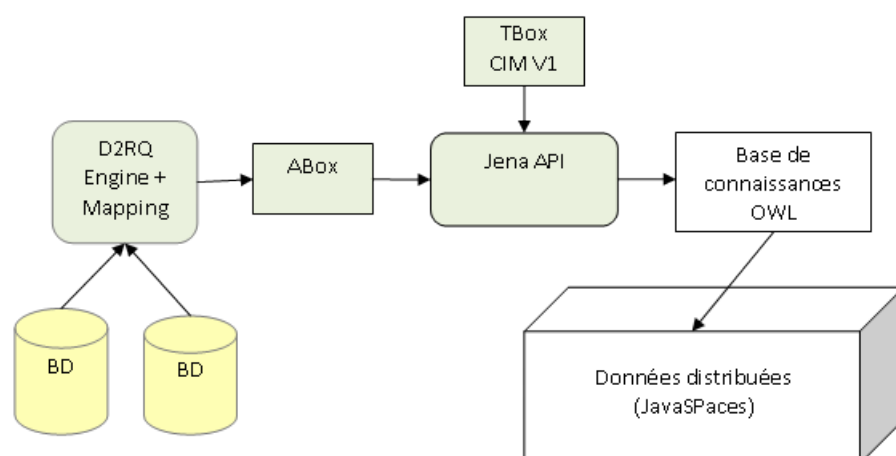 TBox
CIM V1
D2RQ
Engine +
Mapping
ABox
Jena API
Base de
connaissances
OWL
BD
BD
Données distribuées
(JavaSPaces)